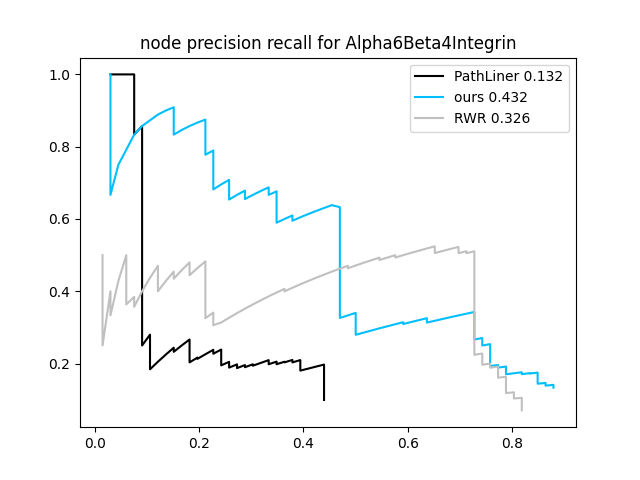 node precision recall for Alpha6Beta4Integrin
PathLiner 0.132
ours 0.432
RWR 0.326
1.0
0.8
0.6
0.4
0.2
0.0 0.2 0.4 0.6 0.8